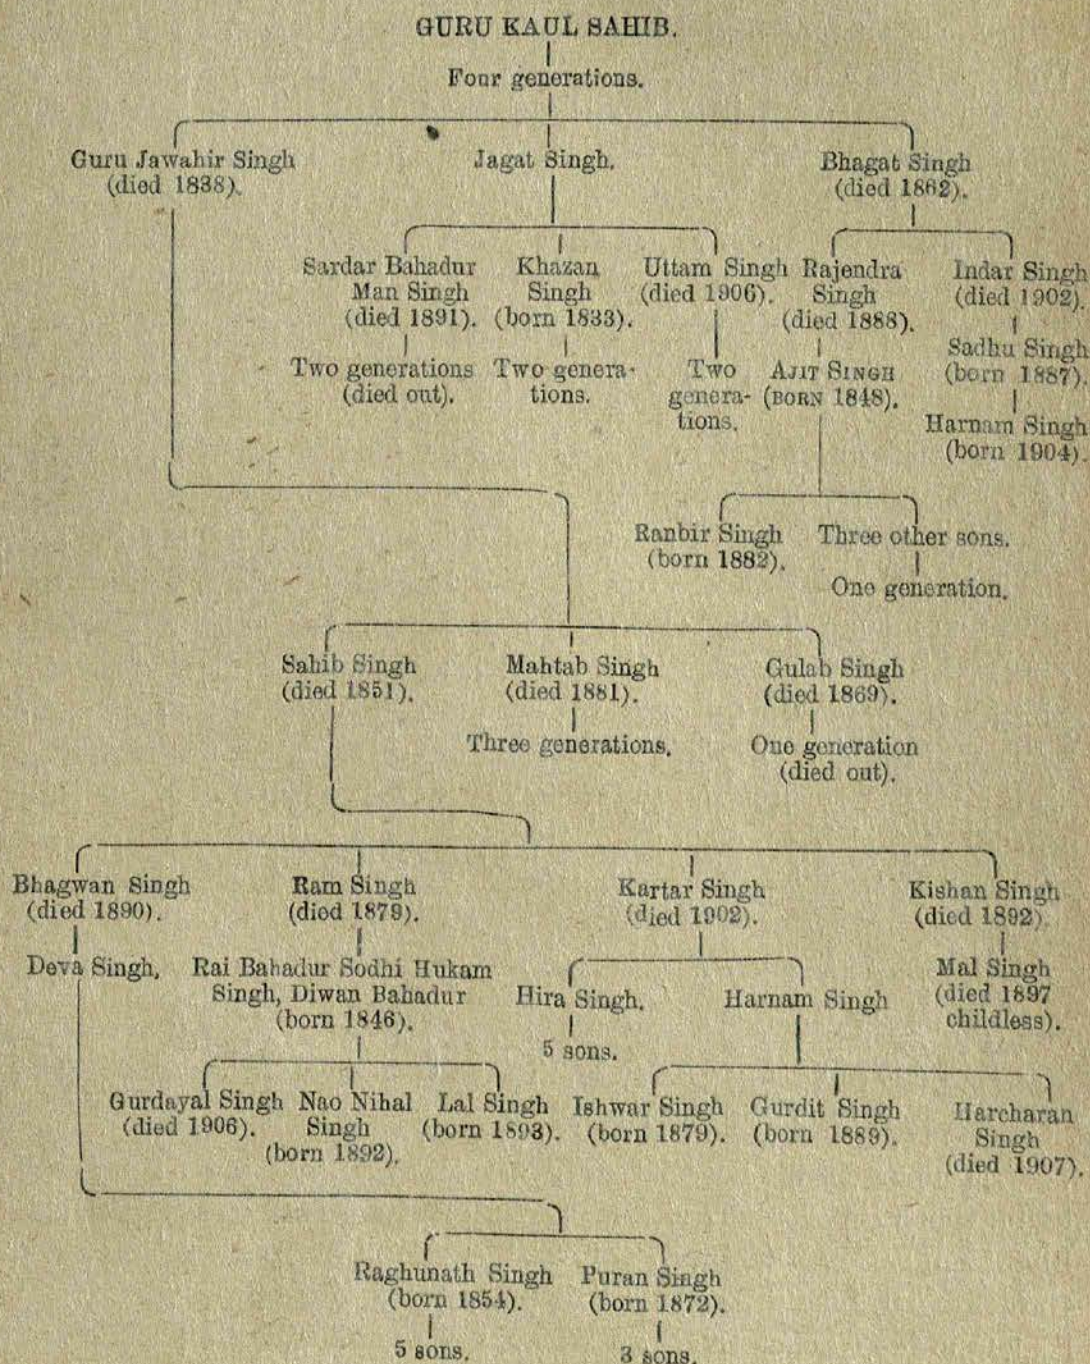 GURU KAUL SAHIB.
Four generations.
Guru Jawahir Singh
(died 1838).
Jagat Singh.
Bhagat Singh
(died 1862).
Sardar Bahadur
Man Singh
(died 1891).
Khazan
Singh
(born 1833).
Uttam Singh
(died 1906).
Rajendra
Singh
(died 1888).
Indar Singh
(died 1902).
Two generations
(died out).
Two genera-
tions.
Two
genera-
tions.
AJIT SINGH
(BORN 1848).
Sadhu Singh
(born 1887).
Harnam Singh
(born 1904).
Ranbir Singh
(born 1882).
Three other sons.
One generation.
Sahib Singh
(died 1851).
Mahtab Singh
(died 1881).
Gulab Singh
(died 1869).
Three generations.
One generation
(died out).
Bhagwan Singh
(died 1890).
Ram Singh
(died 1879).
Kartar Singh
(died 1902).
Kishan Singh
(died 1892).
Deva Singh.
Rai Bahadur Sodhi Hukam
Singh, Diwan Bahadur
(born 1846).
Hira Singh.
5 sons.
Harnam Singh
Mal Singh
(died 1897
childless).
Gurdayal Singh
(died 1906).
Nao Nihal
Singh
(born 1892).
Lal Singh
(born 1893).
Ishwar Singh
(born 1879).
Gurdit Singh
(born 1889).
Harcharan
Singh
(died 1907).
Raghunath Singh
(born 1854).
Puran Singh
(born 1872).
5 sons.
3 sons.